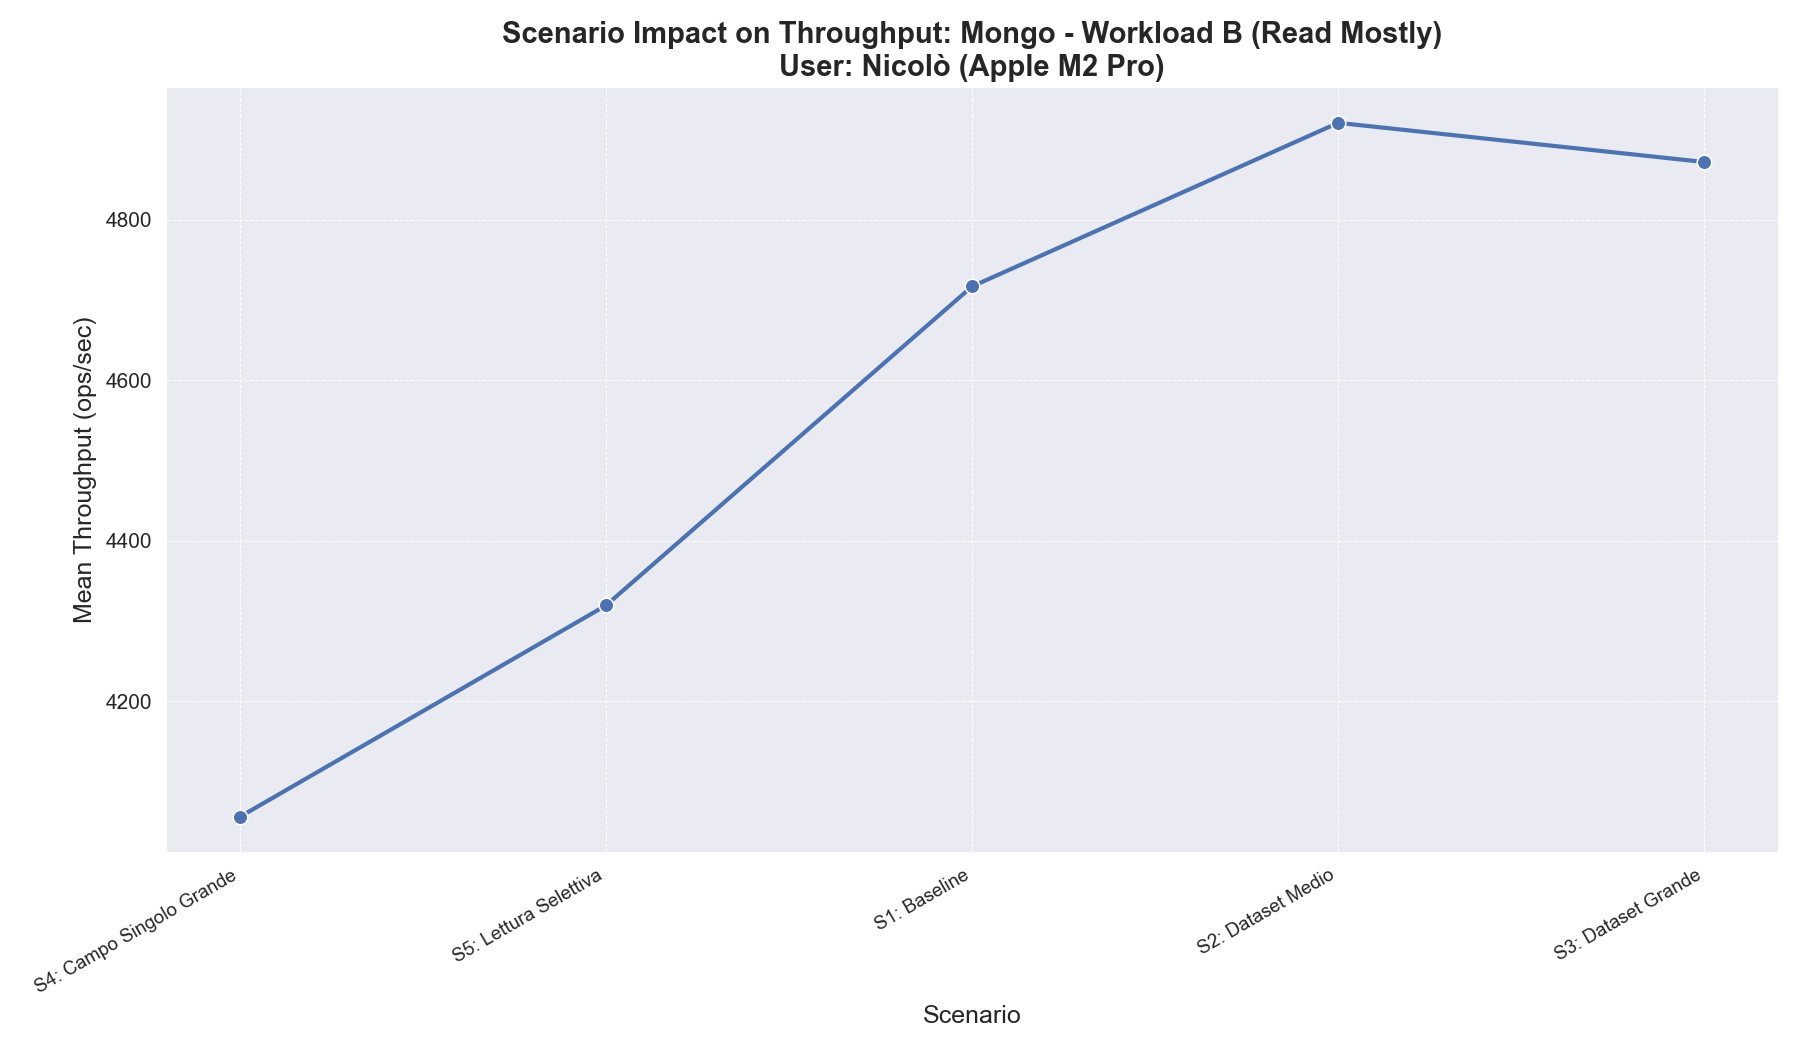 Scenario Impact on Throughput: Mongo - Workload B (Read Mostly)
User: Nicolò (Apple M2 Pro)
Mean Throughput (ops/sec)
4800
4600
4400
4200
S4: Campo Singolo Grande
S5: Lettura Selettiva
S1: Baseline
S2: Dataset Medio
S3: Dataset Grande
Scenario